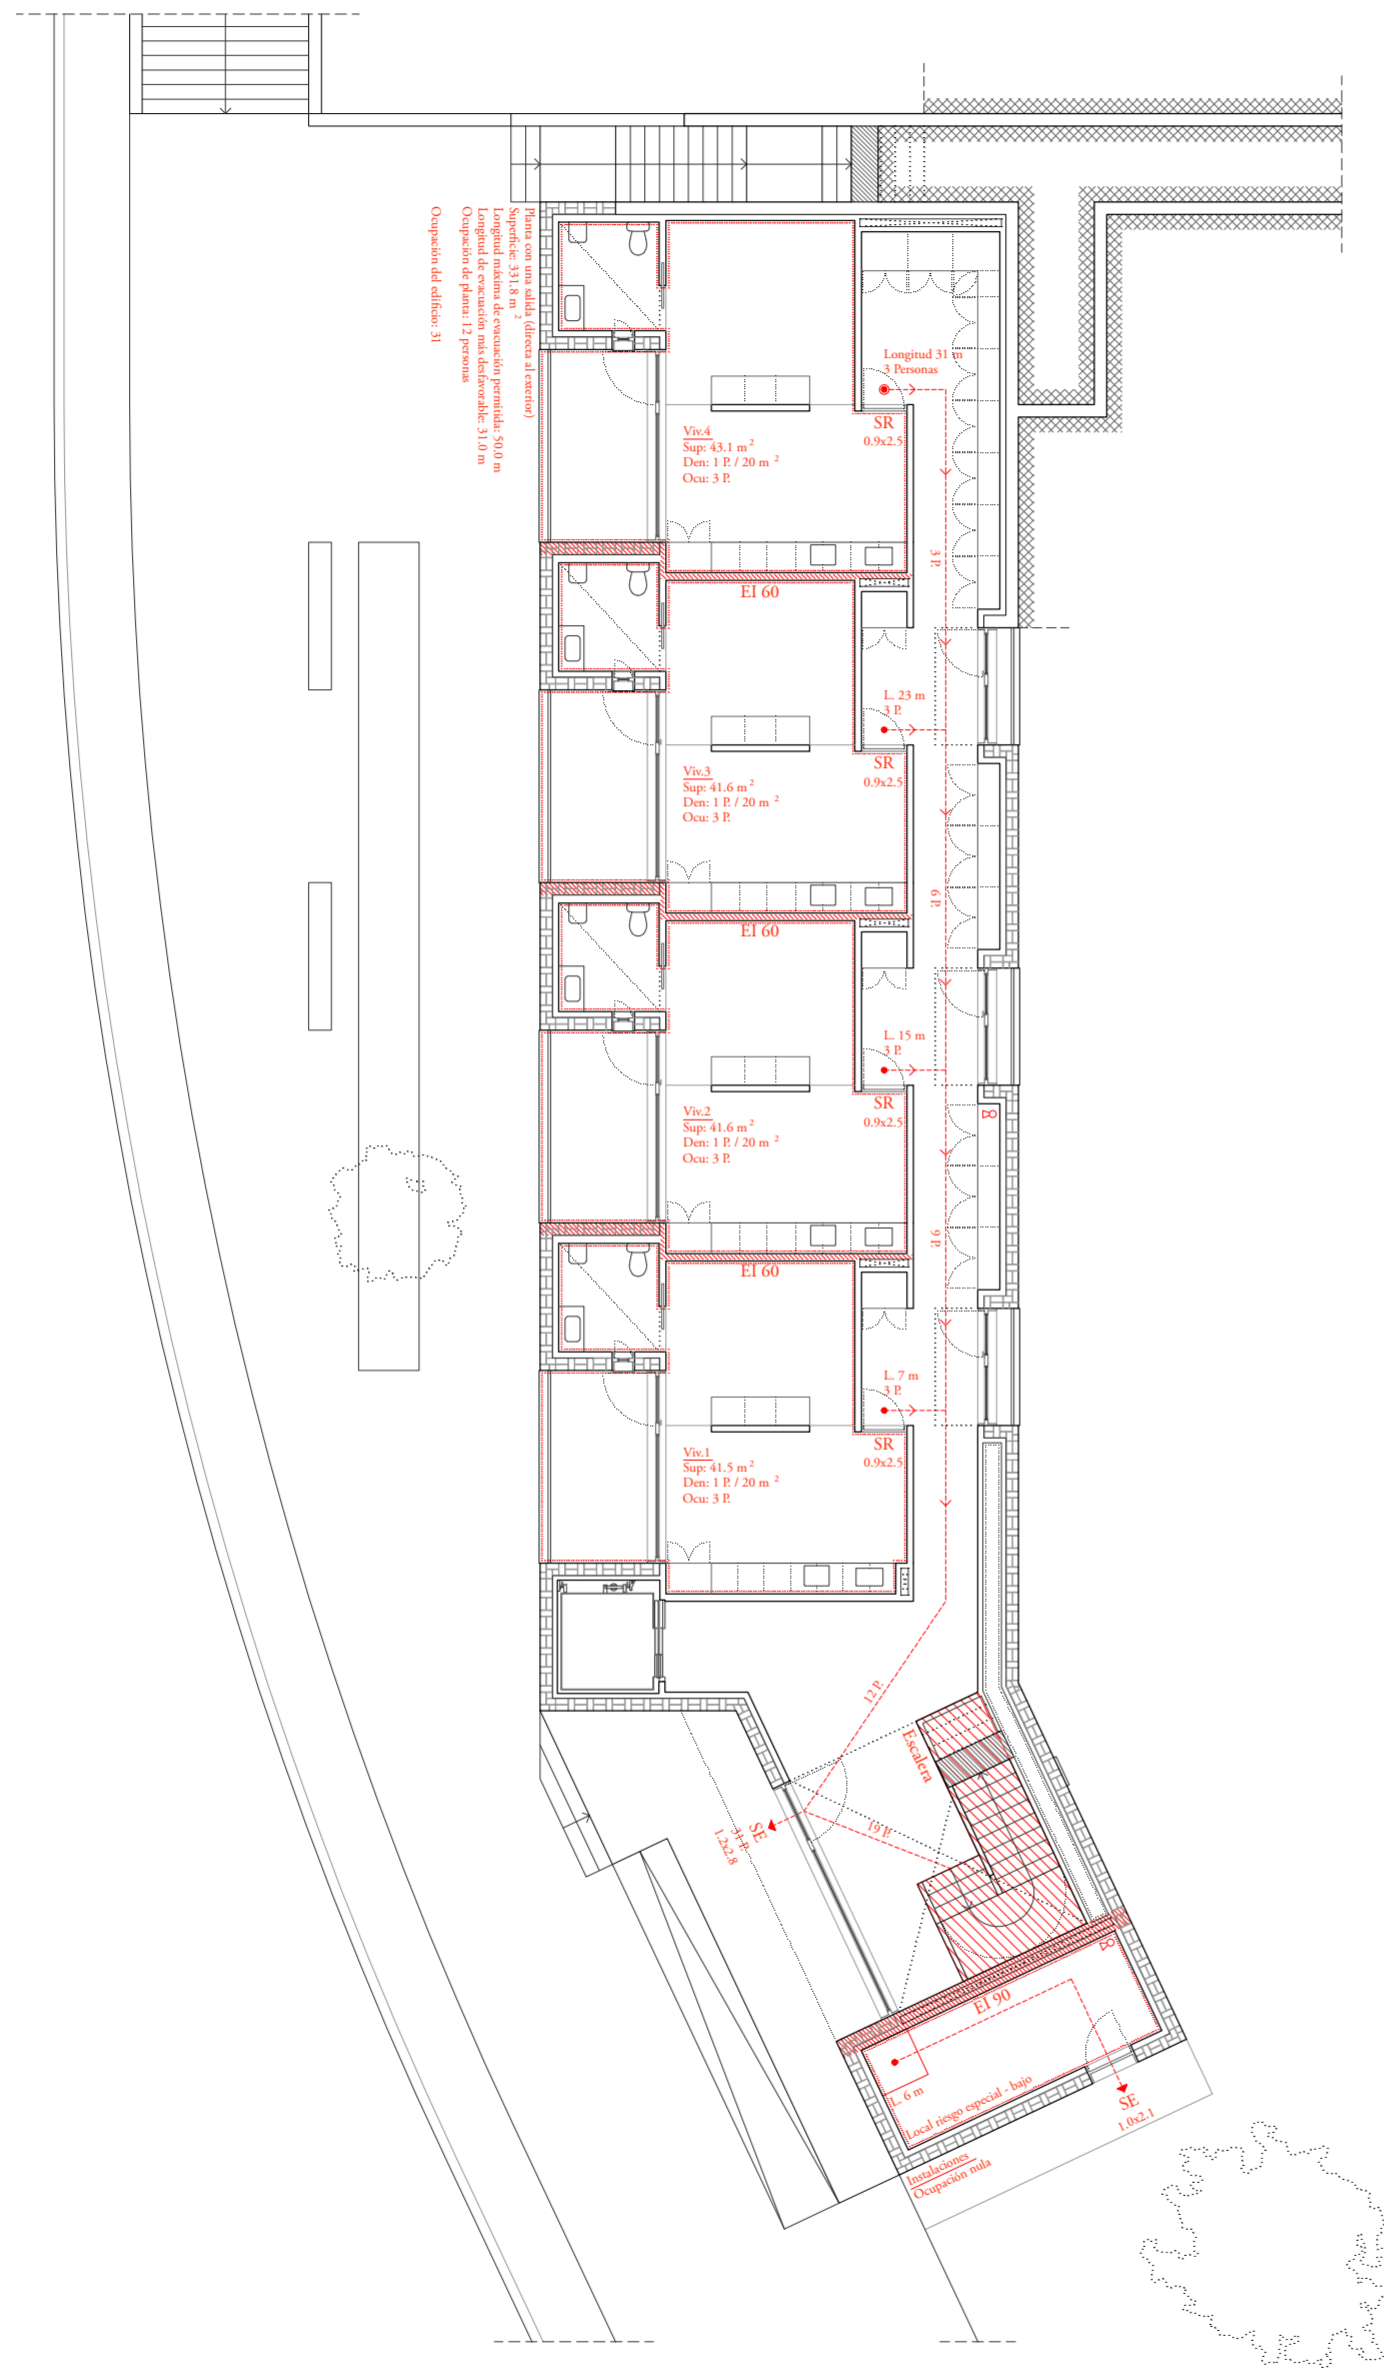 Planta con una salida (directa al exterior)
Superficie: 331.8 m 2
Longitud máxima de evacuación permitida: 50.0 m
Longitud de evacuación más desfavorable: 31.0 m
Ocupación de planta: 12 personas
Ocupación del edificio: 31
Longitud 31 m
3 Personas
SR
0.9x2.5
Viv.4
Sup: 43.1 m 2
Den: 1 P. / 20 m 2
Ocu: 3 P.
3 P.
EI 60
L. 23 m
3 P.
SR
0.9x2.5
Viv.3
Sup: 41.6 m 2
Den: 1 P. / 20 m 2
Ocu: 3 P.
6 P.
EI 60
L. 15 m
3 P.
SR
0.9x2.5
Viv.2
Sup: 41.6 m 2
Den: 1 P. / 20 m 2
Ocu: 3 P.
9 P.
EI 60
L. 7 m
3 P.
SR
0.9x2.5
Viv.1
Sup: 41.5 m 2
Den: 1 P. / 20 m 2
Ocu: 3 P.
12 P.
Escalera
19 P.
SE
31 P.
1.2x2.8
EI 90
L. 6 m
Local riesgo especial - bajo
SE
1.0x2.1
Instalaciones
Ocupación nula